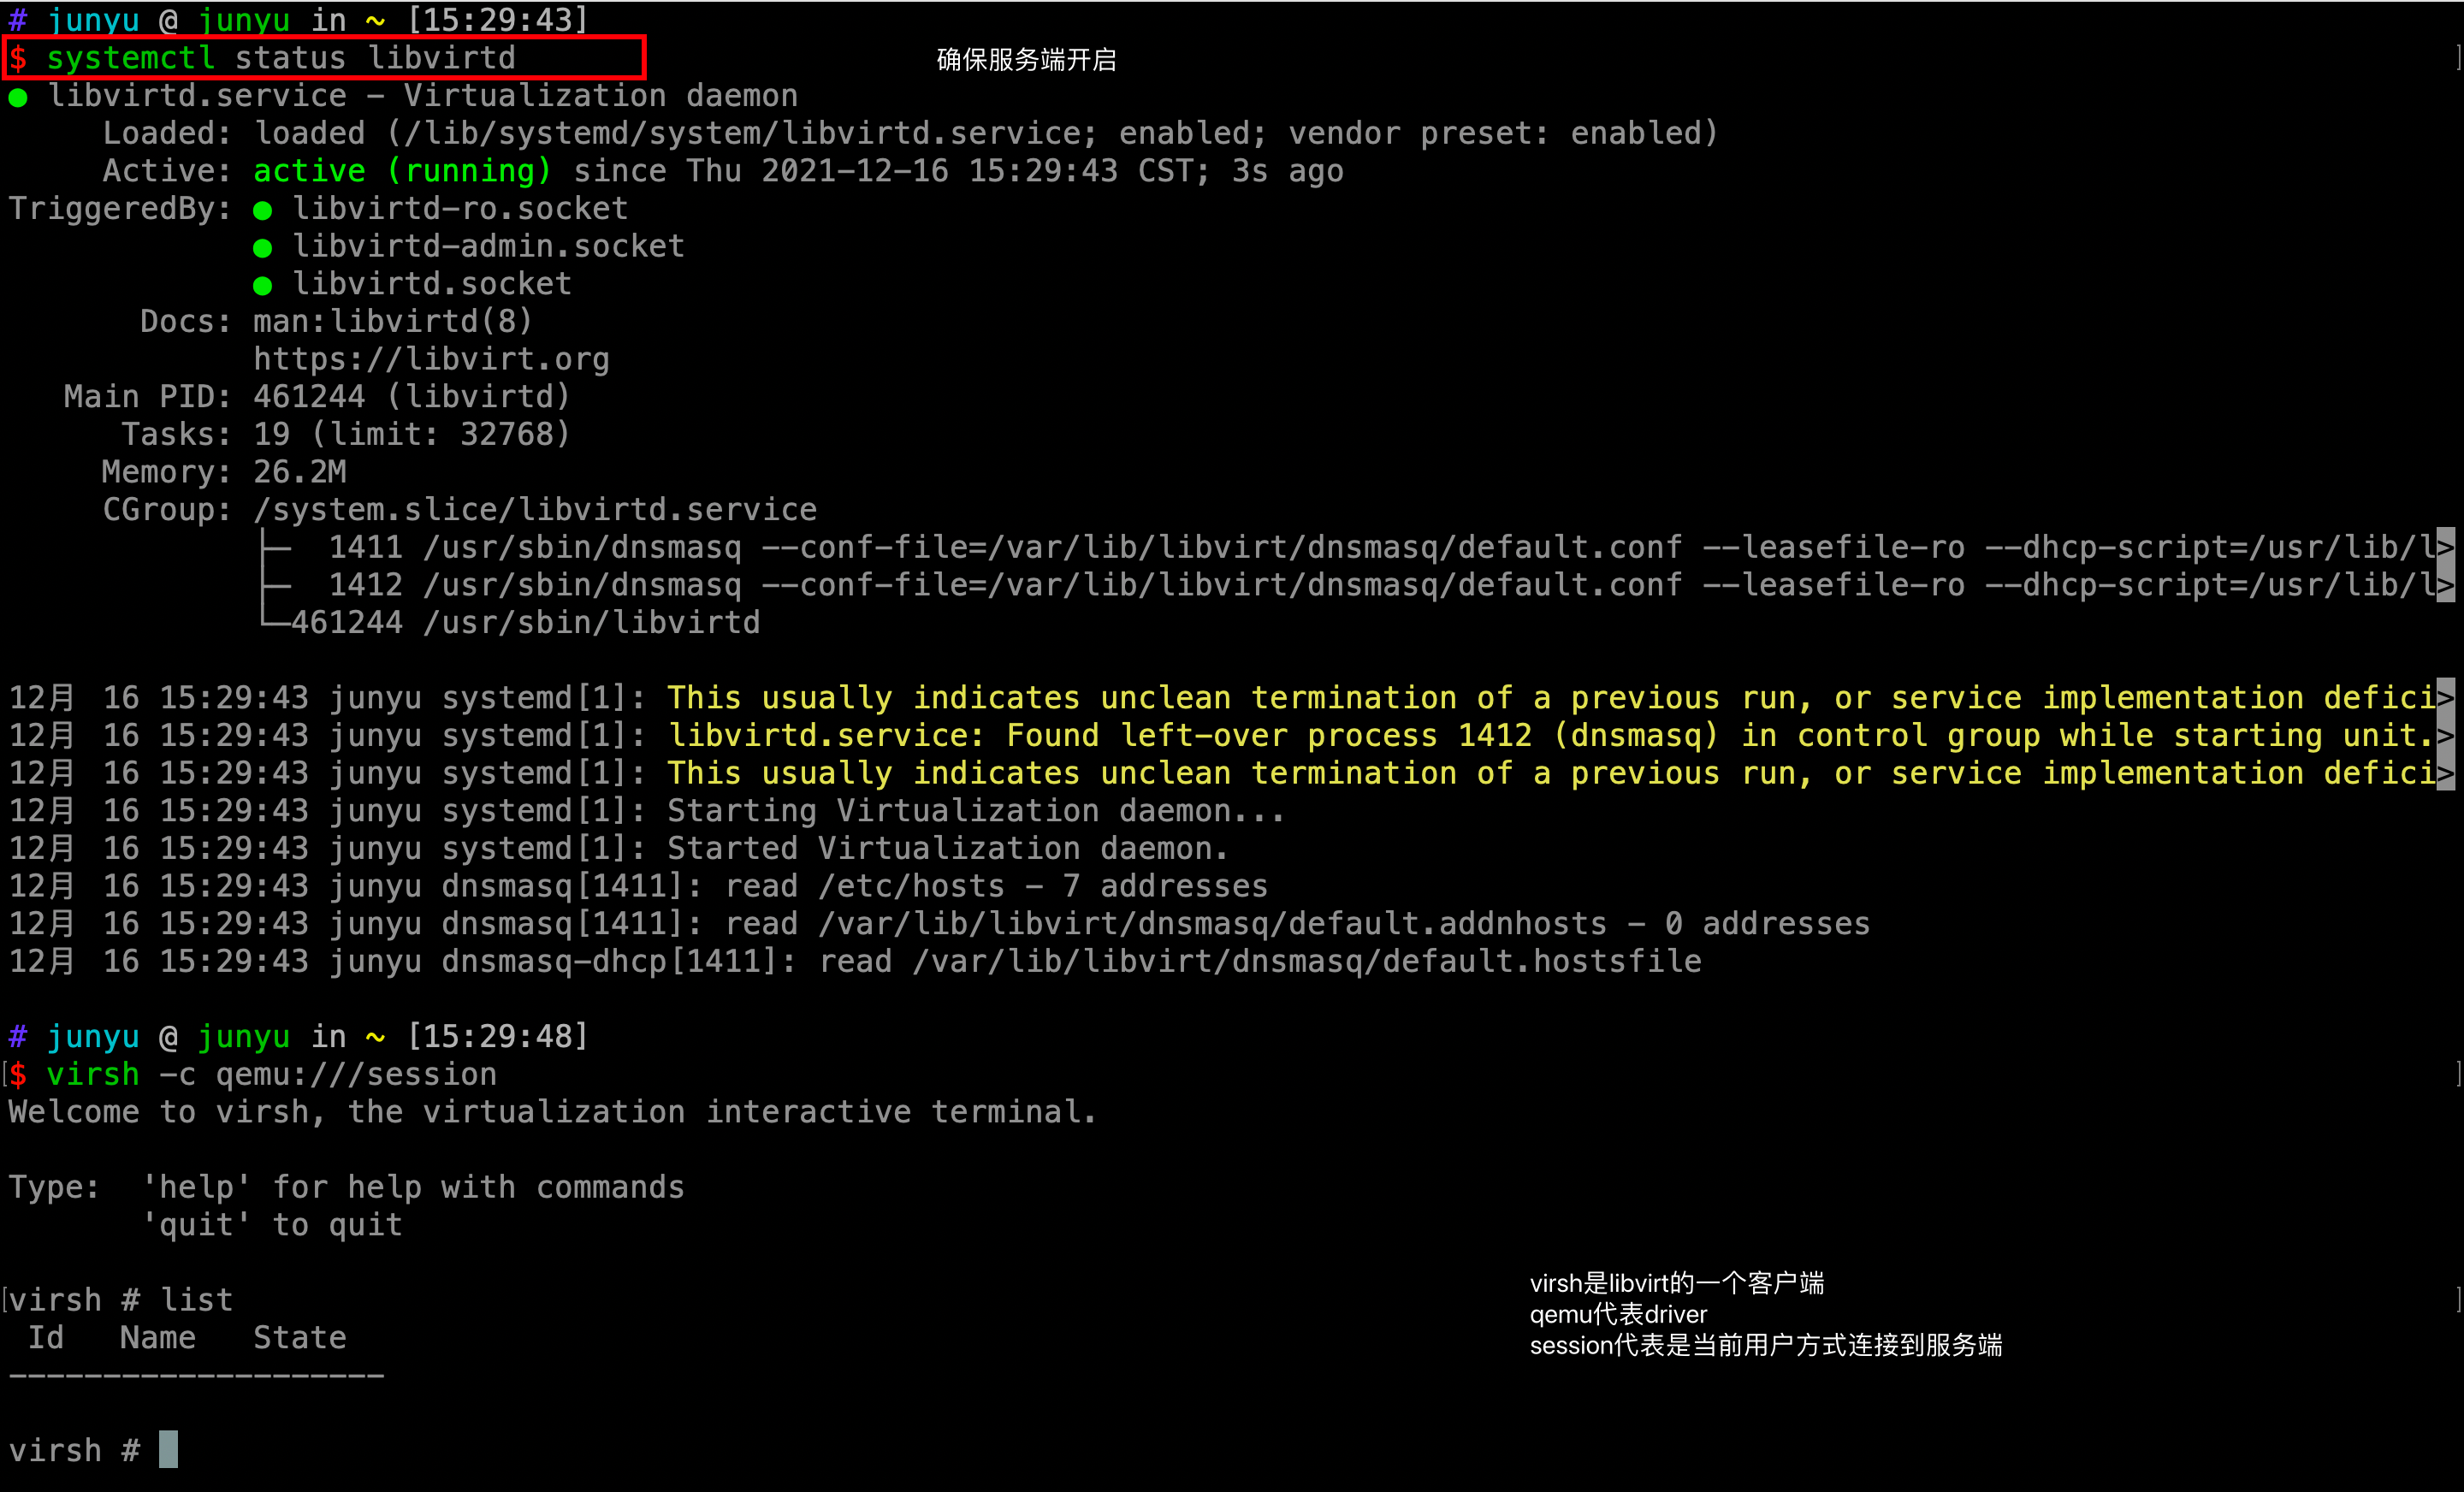 # junyu @ junyu in ~ [15:29:43]
$ systemctl status libvirtd
确保服务端开启
● libvirtd.service - Virtualization daemon
Loaded: loaded (/lib/systemd/system/libvirtd.service; enabled; vendor preset: enabled)
Active: active (running) since Thu 2021-12-16 15:29:43 CST; 3s ago
TriggeredBy: ● libvirtd-ro.socket
● libvirtd-admin.socket
● libvirtd.socket
Docs: man:libvirtd(8)
https://libvirt.org
Main PID: 461244 (libvirtd)
Tasks: 19 (limit: 32768)
Memory: 26.2M
CGroup: /system.slice/libvirtd.service
├─ 1411 /usr/sbin/dnsmasq --conf-file=/var/lib/libvirt/dnsmasq/default.conf --leasefile-ro --dhcp-script=/usr/lib/l>
├─ 1412 /usr/sbin/dnsmasq --conf-file=/var/lib/libvirt/dnsmasq/default.conf --leasefile-ro --dhcp-script=/usr/lib/l>
└─461244 /usr/sbin/libvirtd
12月 16 15:29:43 junyu systemd[1]: This usually indicates unclean termination of a previous run, or service implementation defici>
12月 16 15:29:43 junyu systemd[1]: libvirtd.service: Found left-over process 1412 (dnsmasq) in control group while starting unit.>
12月 16 15:29:43 junyu systemd[1]: This usually indicates unclean termination of a previous run, or service implementation defici>
12月 16 15:29:43 junyu systemd[1]: Starting Virtualization daemon...
12月 16 15:29:43 junyu systemd[1]: Started Virtualization daemon.
12月 16 15:29:43 junyu dnsmasq[1411]: read /etc/hosts - 7 addresses
12月 16 15:29:43 junyu dnsmasq[1411]: read /var/lib/libvirt/dnsmasq/default.addnhosts - 0 addresses
12月 16 15:29:43 junyu dnsmasq-dhcp[1411]: read /var/lib/libvirt/dnsmasq/default.hostsfile
# junyu @ junyu in ~ [15:29:48]
$ virsh -c qemu:///session
Welcome to virsh, the virtualization interactive terminal.
Type:  'help' for help with commands
'quit' to quit
virsh # list
Id   Name   State
--------------------
virsh是libvirt的一个客户端
qemu代表driver
session代表是当前用户方式连接到服务端
virsh #